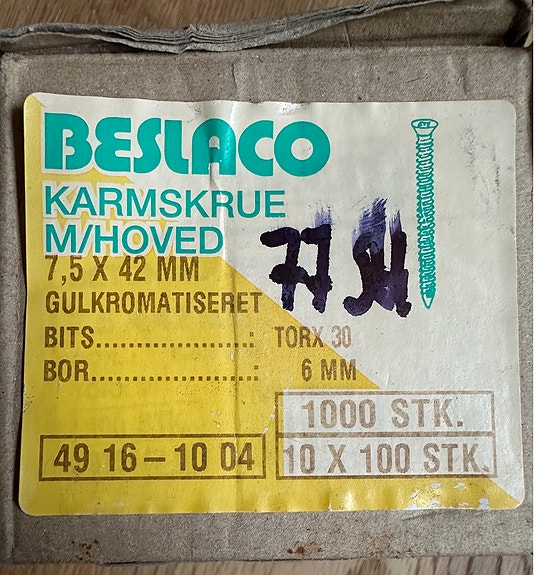 BESLACO
KARMSKRUE
M/HOVED
7,5 X 42 MM
GULKROMATISERET
BITS....................: TORX 30
BOR.....................: 6 MM
1000 STK.
49 16 – 10 04
10 X 100 STK.